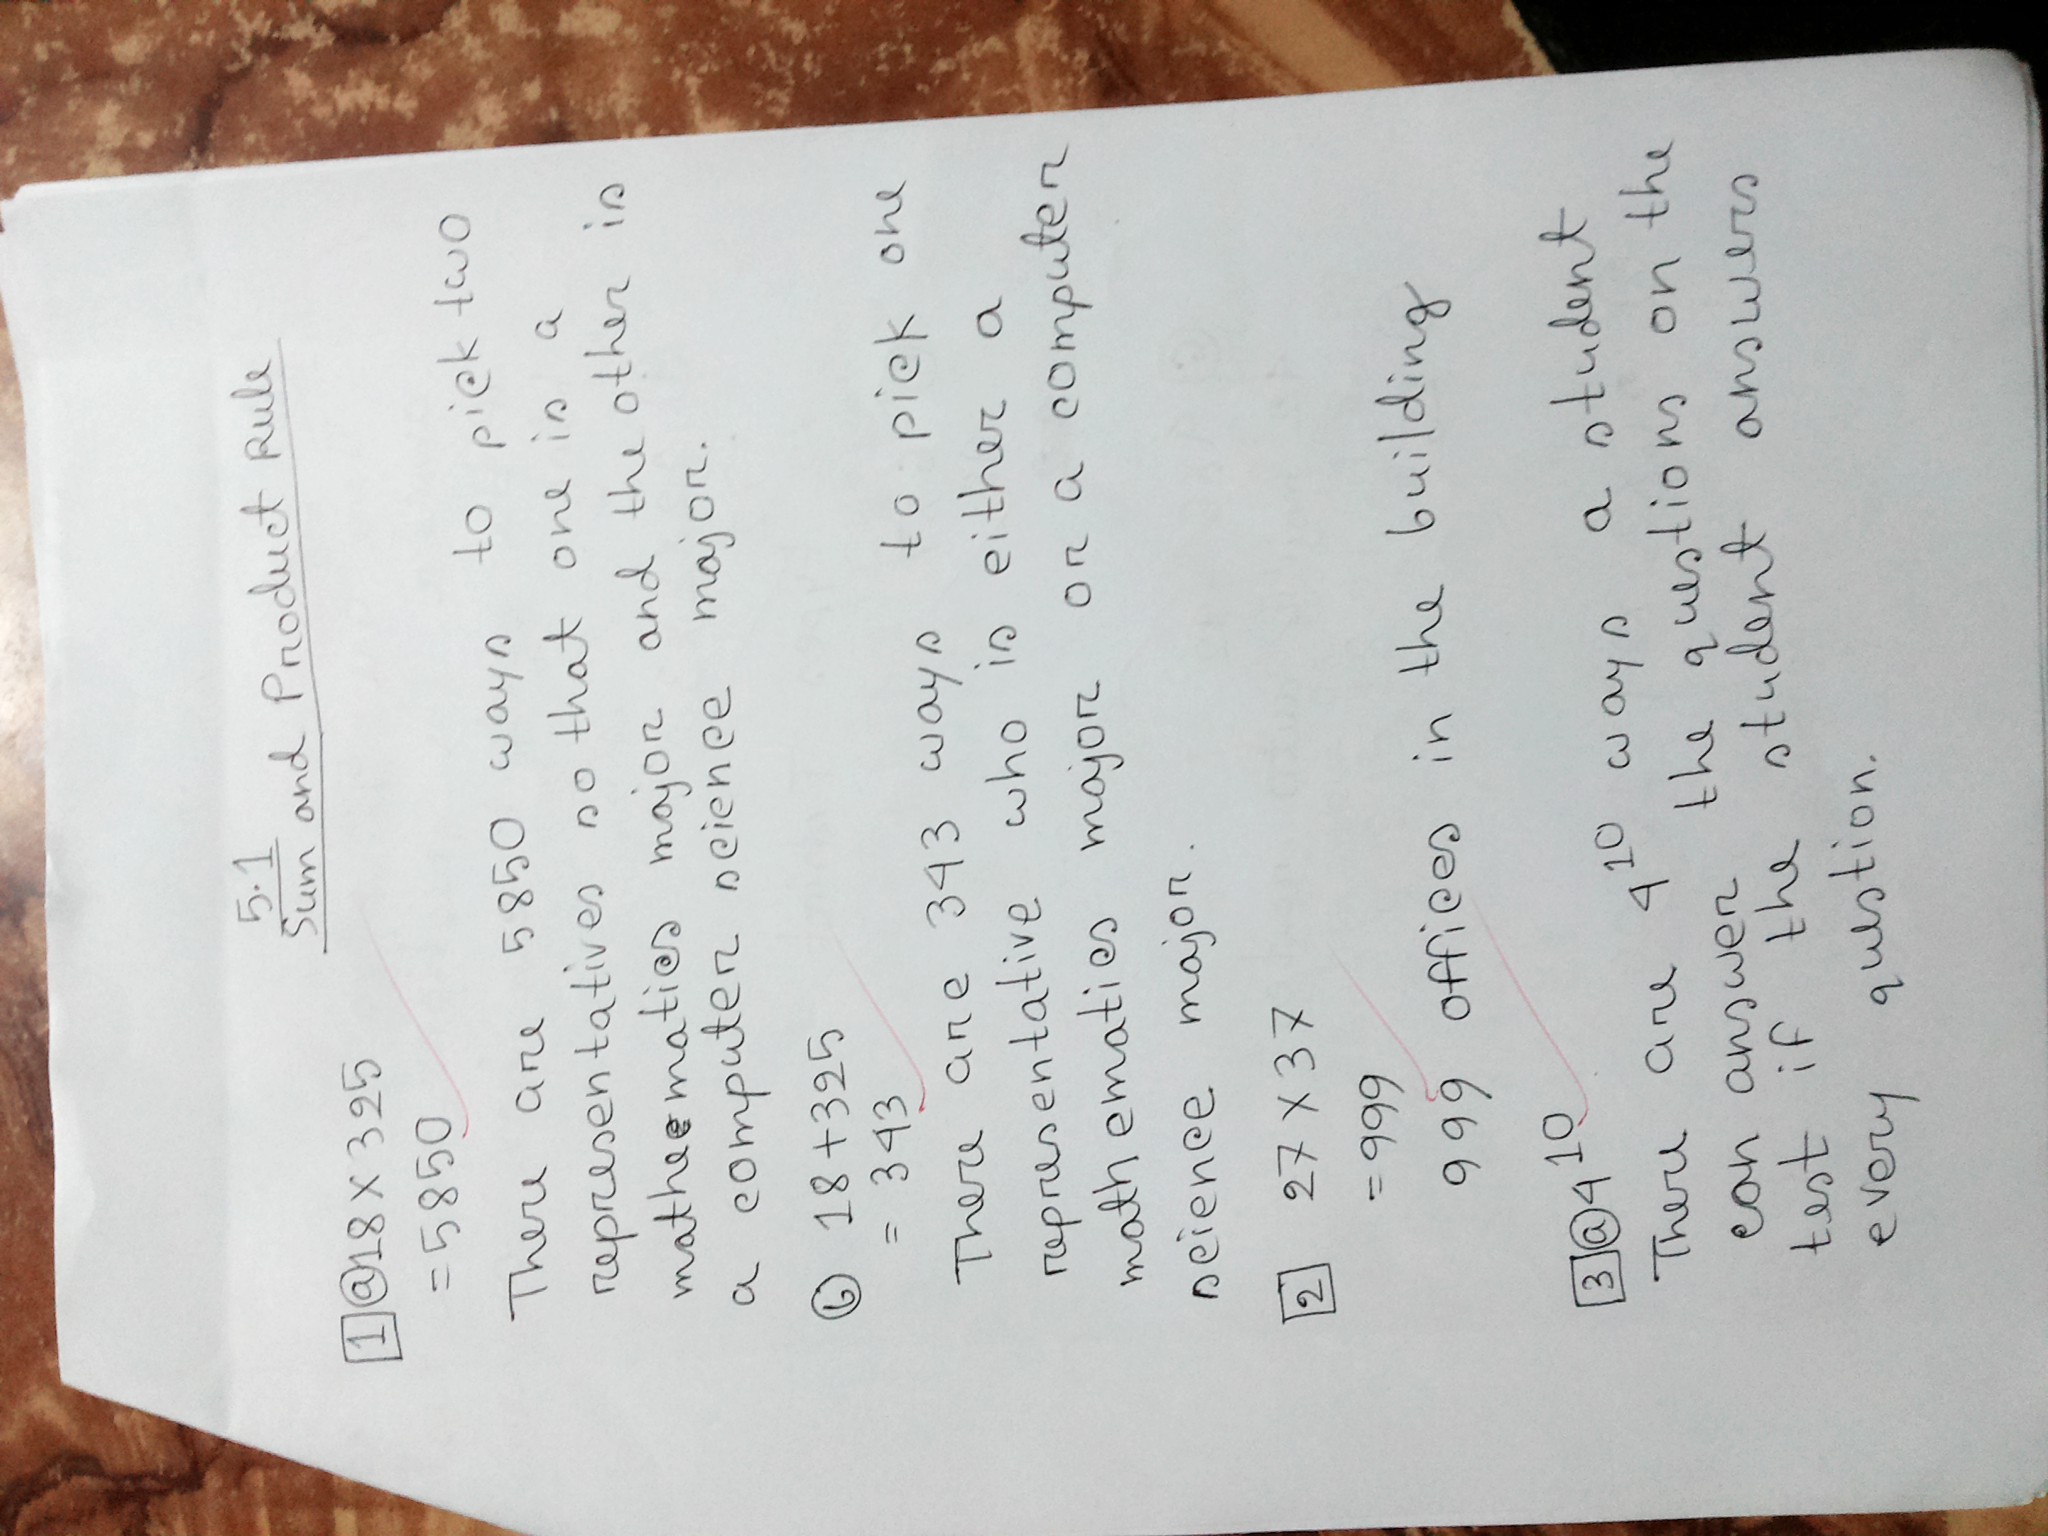 5.1
Sum and Product Rule
1 a 18 × 325
= 5850
There are 5850 ways to pick two
representatives so that one is a
matheematics major and the other is
a computer science major.
b 18+325
= 343
There are 343 ways to pick one
representative who is either a
mathematics major or a computer
science major.
2 27 × 37
= 999
999 offices in the building
3 a 4^10
There are 4^10 ways a student
can answer the questions on the
test if the student answers
every question.